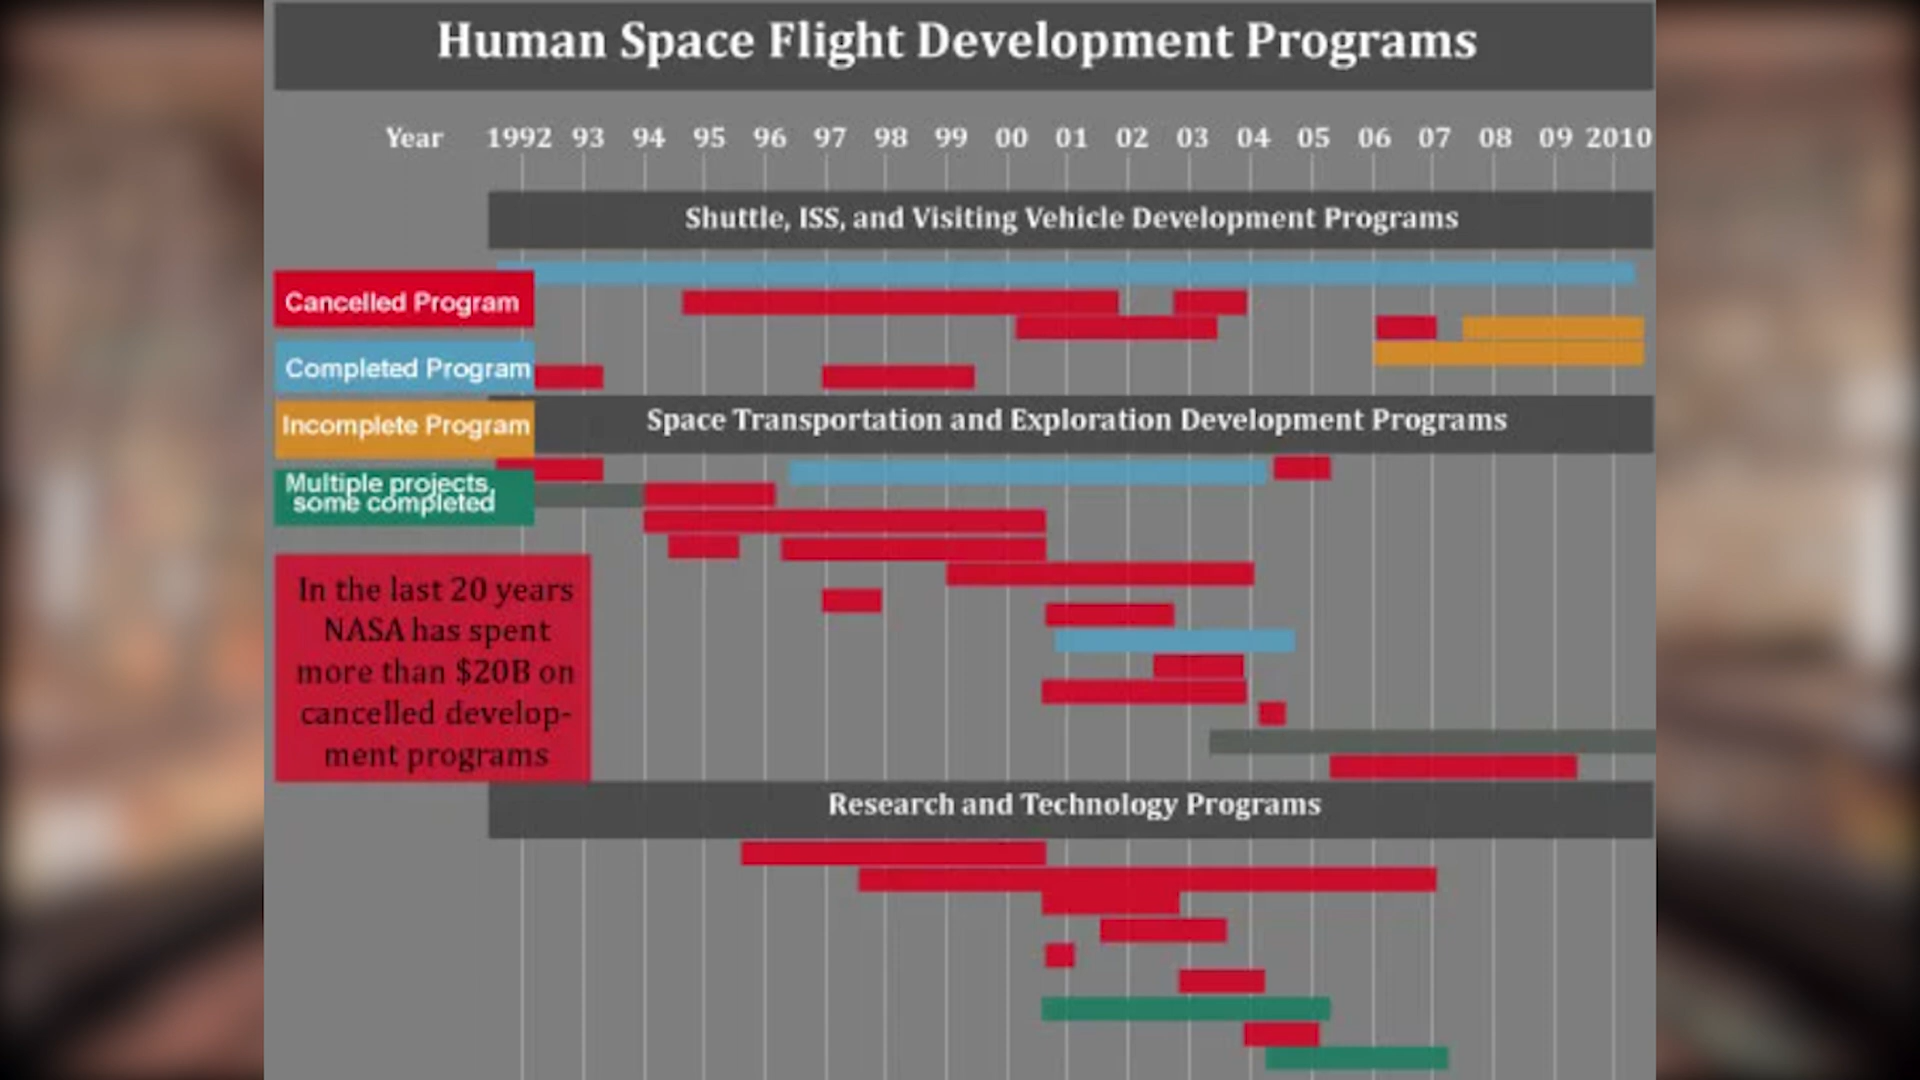 Human Space Flight Development Programs
Year 1992 93 94 95 96 97 98 99 00 01 02 03 04 05 06 07 08 09 2010
Shuttle, ISS, and Visiting Vehicle Development Programs
Cancelled Program
Completed Program
Incomplete Program
Space Transportation and Exploration Development Programs
Multiple projects,
some completed
In the last 20 years
NASA has spent
more than $20B on
cancelled develop-
ment programs
Research and Technology Programs